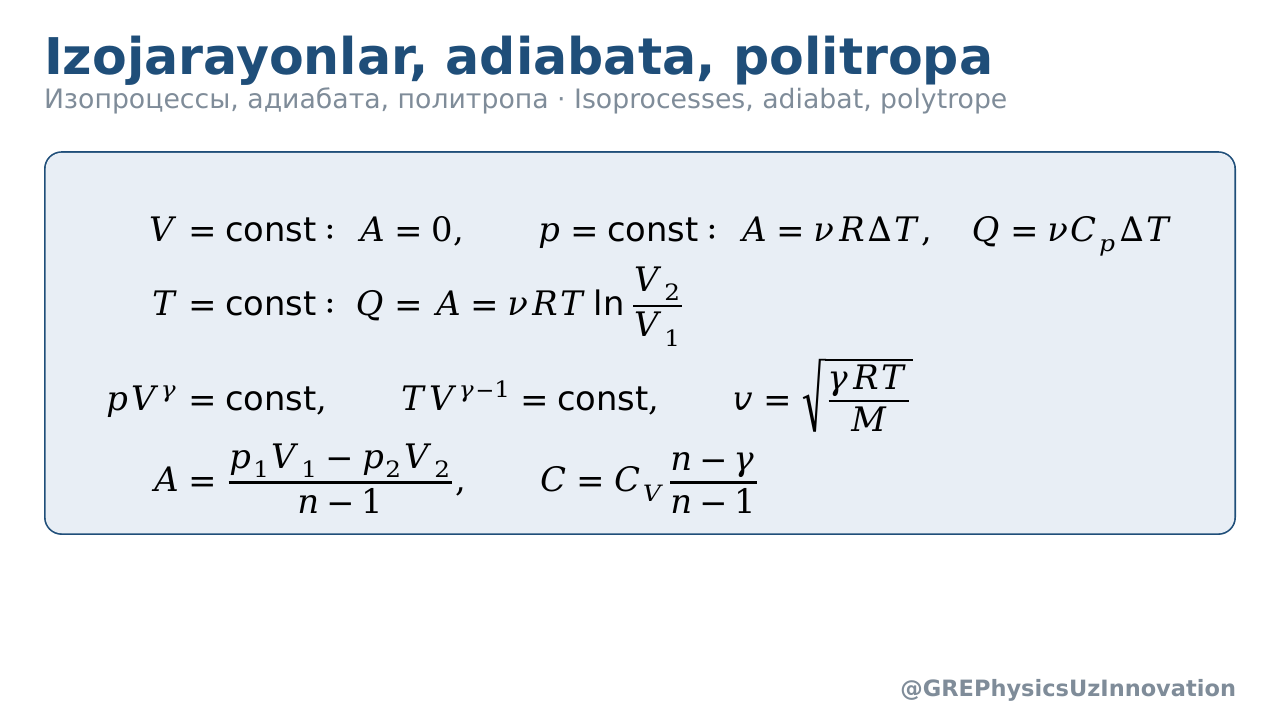 Izojarayonlar, adiabata, politropa
Изопроцессы, адиабата, политропа · Isoprocesses, adiabat, polytrope
V = const : A = 0, p = const : A = νRΔT, Q = νC_pΔT
T = const : Q = A = νRT ln V_2/V_1
pV^γ = const, TV^{γ−1} = const, v = √(γRT/M)
A = (p_1V_1 − p_2V_2)/(n − 1), C = C_V (n − γ)/(n − 1)
@GREPhysicsUzInnovation